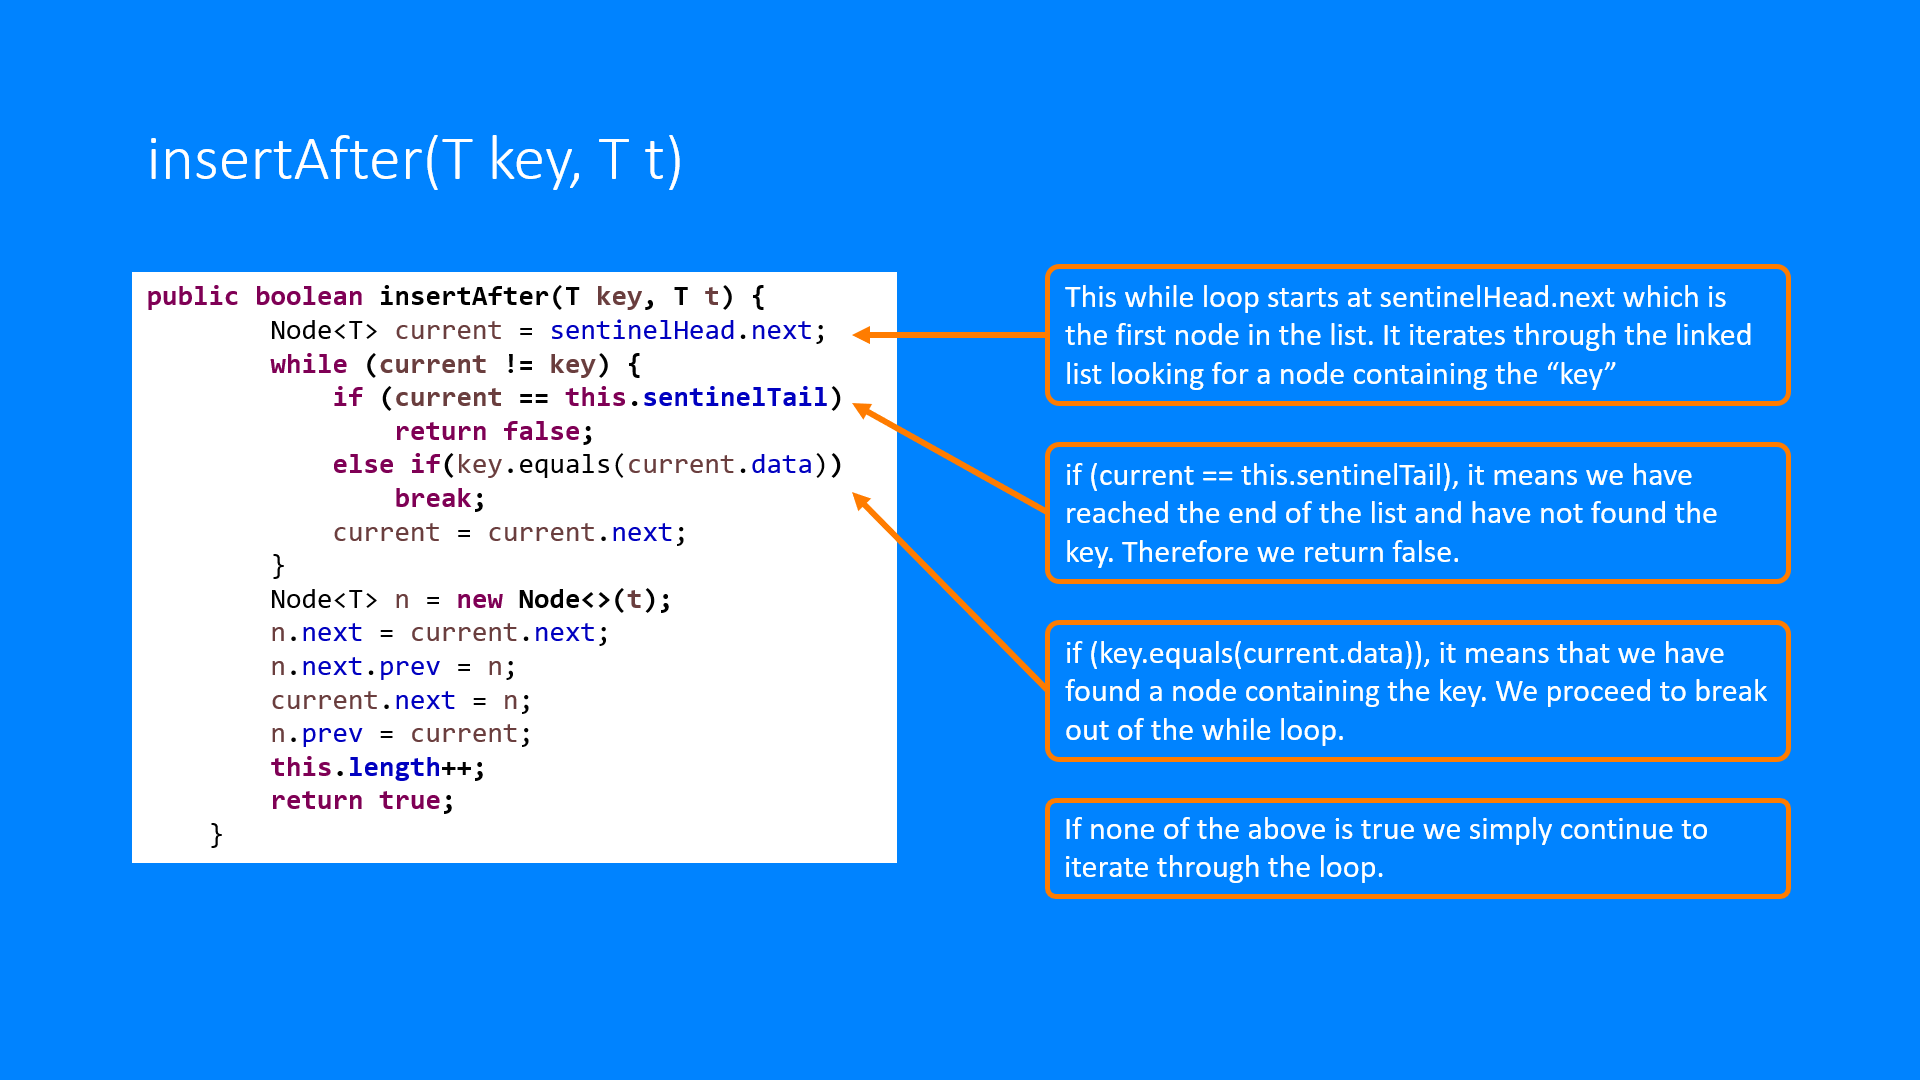 insertAfter(T key, T t)
public boolean insertAfter(T key, T t) {
Node<T> current = sentinelHead.next;
while (current != key) {
if (current == this.sentinelTail)
return false;
else if(key.equals(current.data))
break;
current = current.next;
}
Node<T> n = new Node<>(t);
n.next = current.next;
n.next.prev = n;
current.next = n;
n.prev = current;
this.length++;
return true;
}
This while loop starts at sentinelHead.next which is
the first node in the list. It iterates through the linked
list looking for a node containing the “key”
if (current == this.sentinelTail), it means we have
reached the end of the list and have not found the
key. Therefore we return false.
if (key.equals(current.data)), it means that we have
found a node containing the key. We proceed to break
out of the while loop.
If none of the above is true we simply continue to
iterate through the loop.